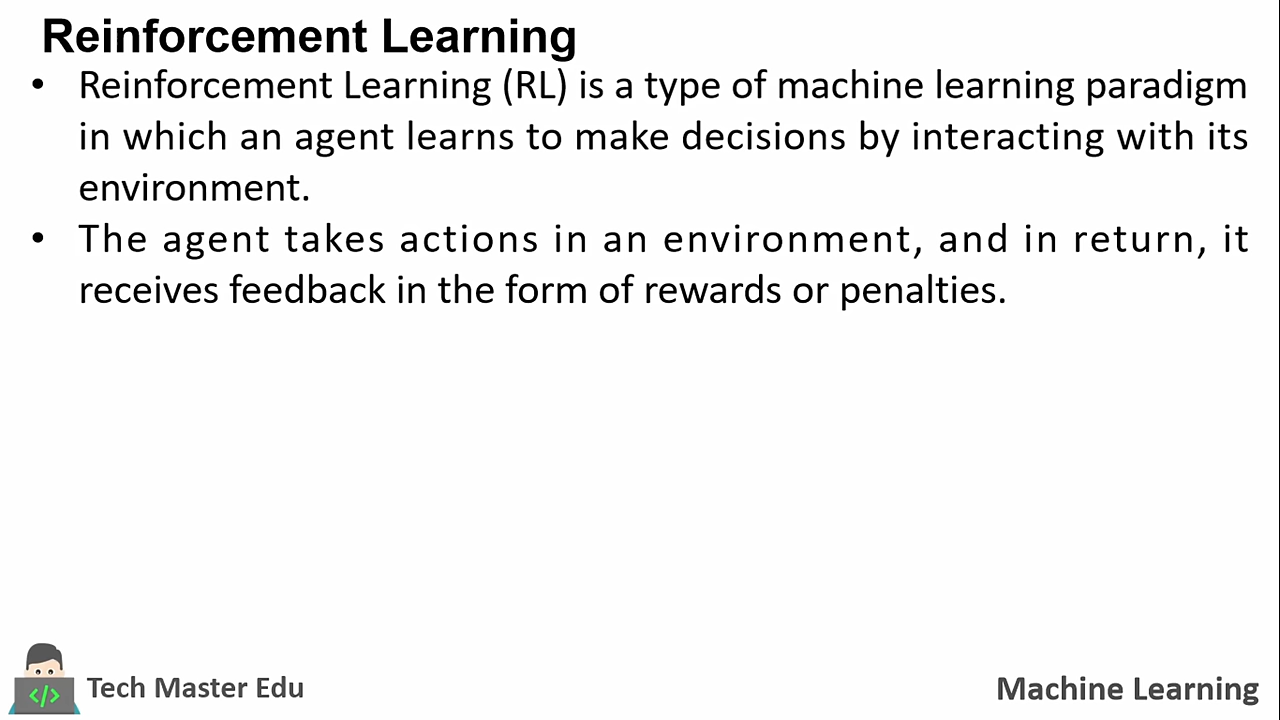 Reinforcement Learning
• Reinforcement Learning (RL) is a type of machine learning paradigm
in which an agent learns to make decisions by interacting with its
environment.
• The agent takes actions in an environment, and in return, it
receives feedback in the form of rewards or penalties.
</>
Tech Master Edu
Machine Learning